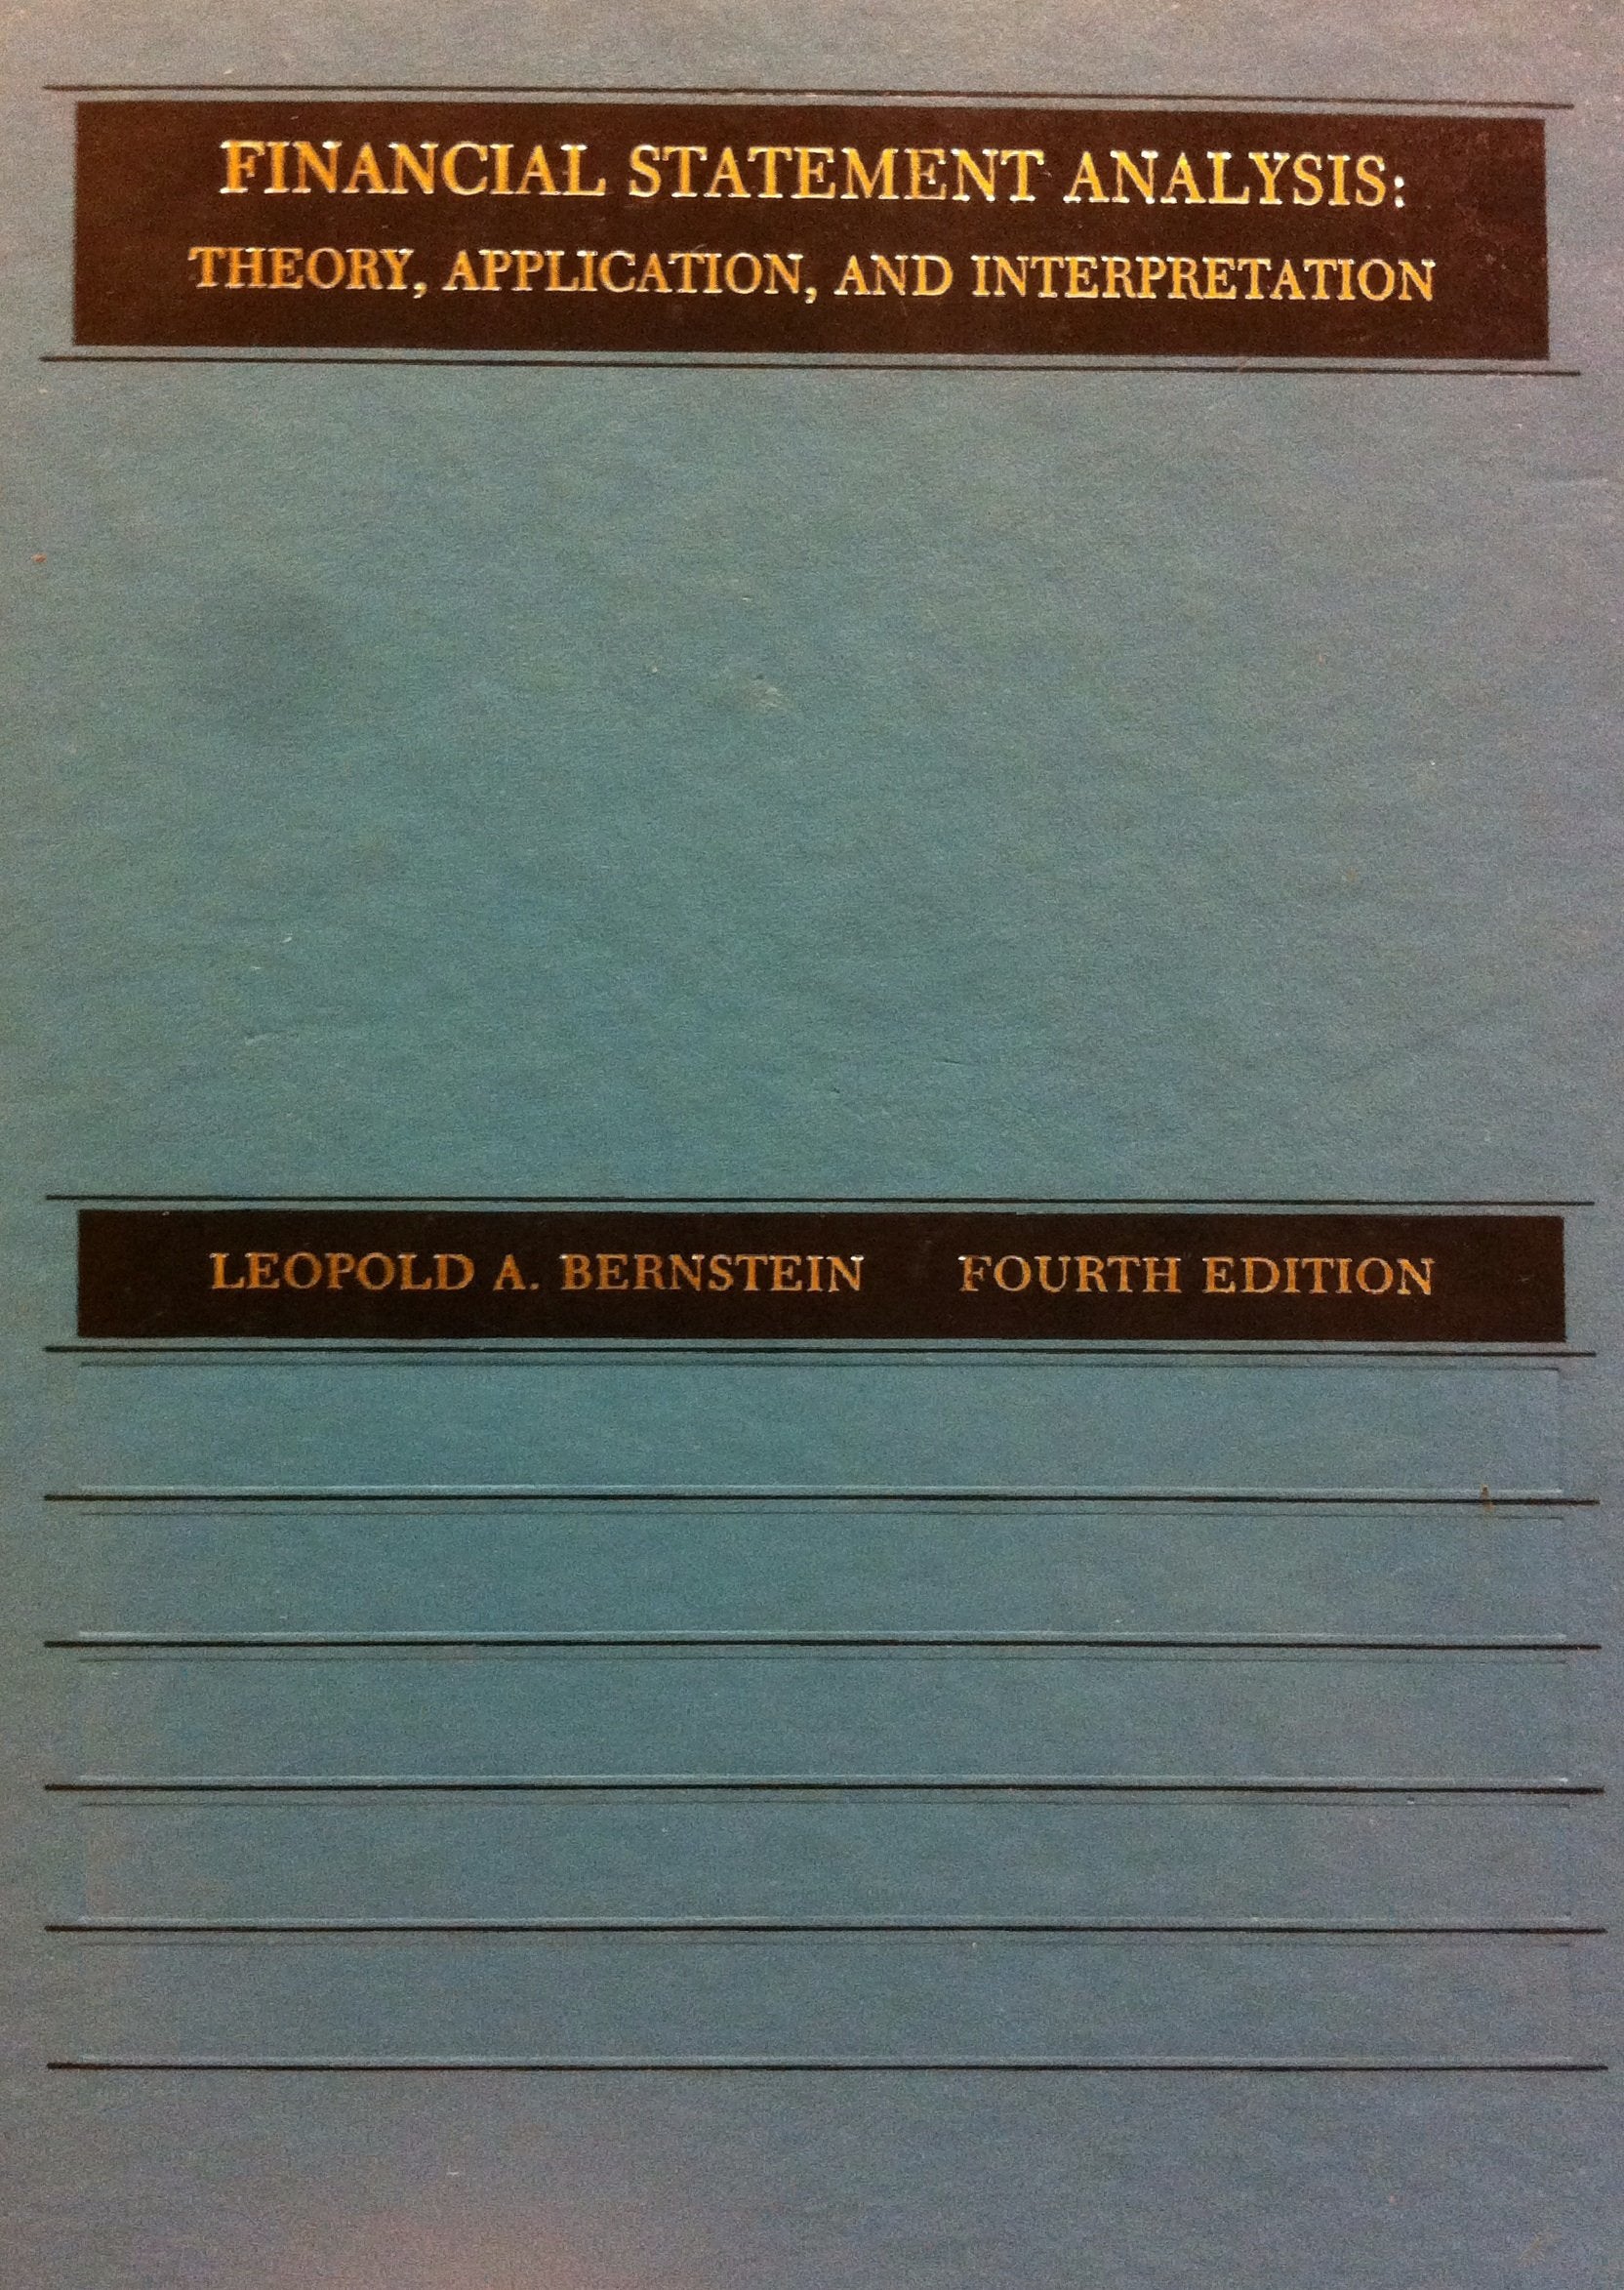 FINANCIAL STATEMENT ANALYSIS:
THEORY, APPLICATION, AND INTERPRETATION
LEOPOLD A. BERNSTEIN FOURTH EDITION